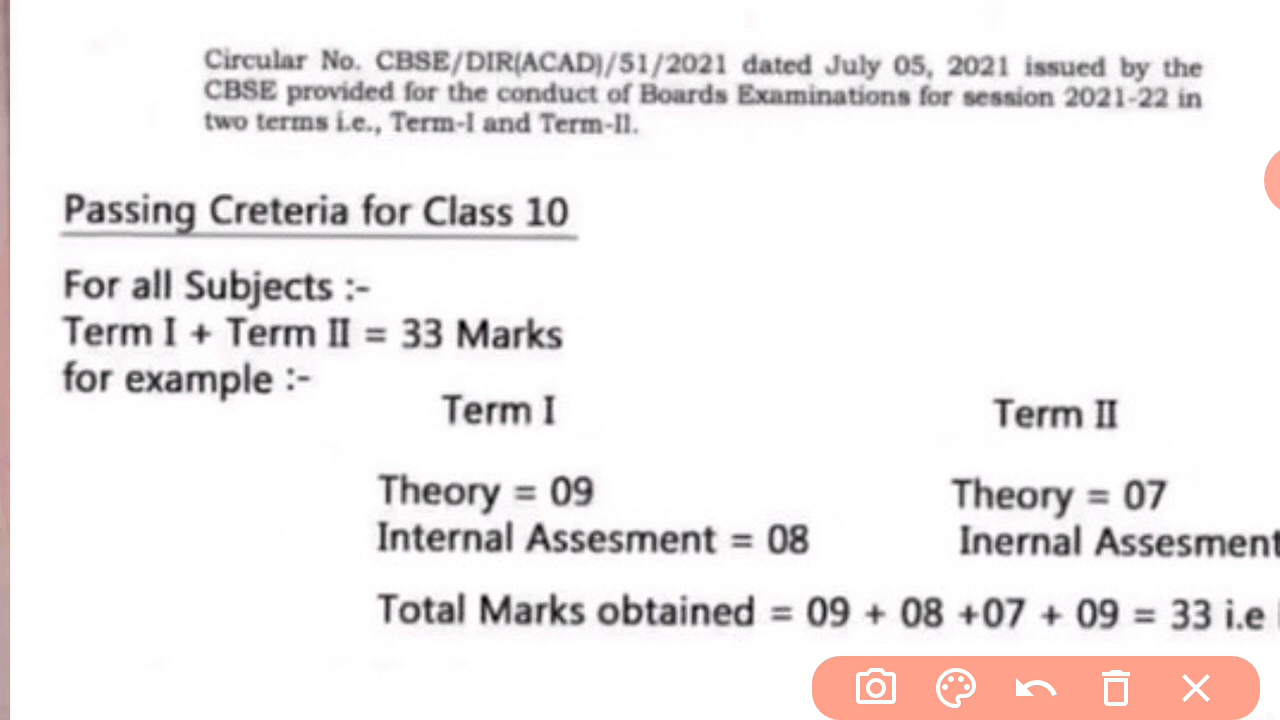 Circular No. CBSE/DIR(ACAD)/51/2021 dated July 05, 2021 issued by the
CBSE provided for the conduct of Boards Examinations for session 2021-22 in
two terms i.e., Term-I and Term-II.
Passing Creteria for Class 10
For all Subjects :-
Term I + Term II = 33 Marks
for example :-
Term I Term II
Theory = 09 Theory = 07
Internal Assesment = 08 Inernal Assesment
Total Marks obtained = 09 + 08 +07 + 09 = 33 i.e